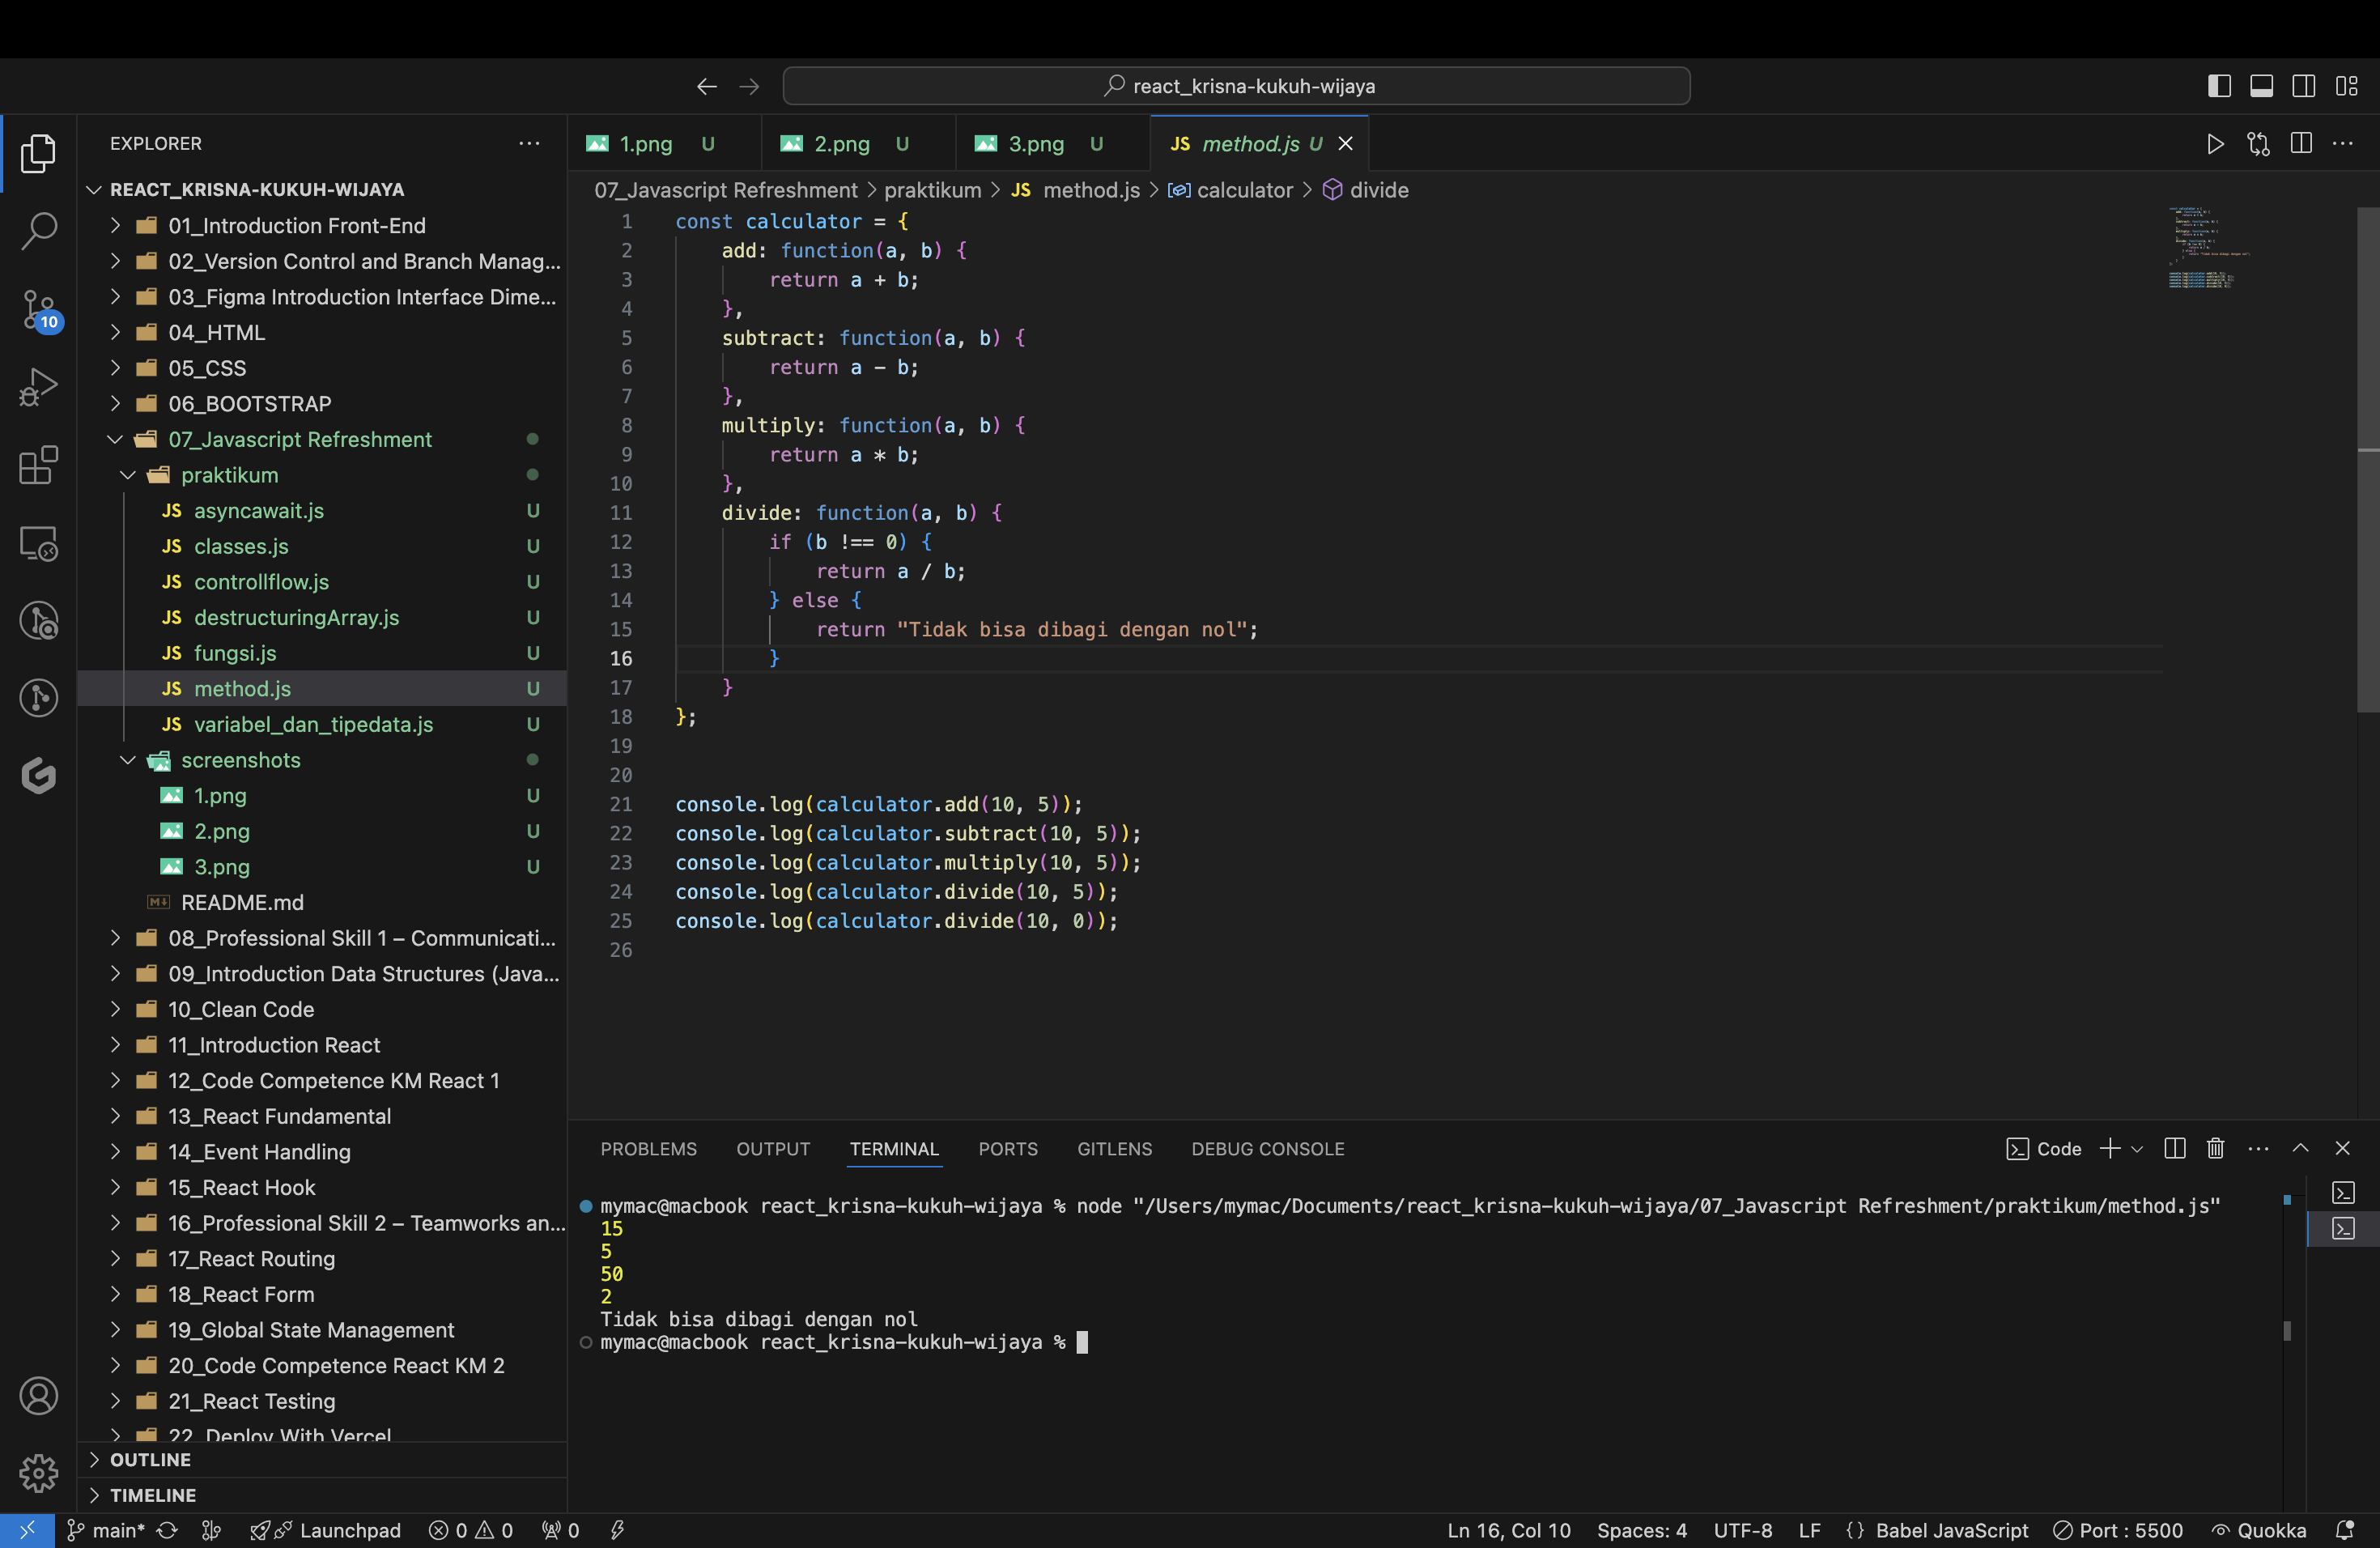 react_krisna-kukuh-wijaya
EXPLORER
REACT_KRISNA-KUKUH-WIJAYA
01_Introduction Front-End
02_Version Control and Branch Manag...
03_Figma Introduction Interface Dime...
10
04_HTML
05_CSS
06_BOOTSTRAP
07_Javascript Refreshment
praktikum
JS asyncawait.js U
JS classes.js U
JS controllflow.js U
JS destructuringArray.js U
JS fungsi.js U
JS method.js U
JS variabel_dan_tipedata.js U
screenshots
1.png U
2.png U
3.png U
README.md
08_Professional Skill 1 – Communicati...
09_Introduction Data Structures (Java...
10_Clean Code
11_Introduction React
12_Code Competence KM React 1
13_React Fundamental
14_Event Handling
15_React Hook
16_Professional Skill 2 – Teamworks an...
17_React Routing
18_React Form
19_Global State Management
20_Code Competence React KM 2
21_React Testing
22_Deploy With Vercel
OUTLINE
TIMELINE
1.png U 2.png U 3.png U JS method.js U
07_Javascript Refreshment > praktikum > JS method.js > calculator > divide
1 const calculator = {
2 add: function(a, b) {
3 return a + b;
4 },
5 subtract: function(a, b) {
6 return a - b;
7 },
8 multiply: function(a, b) {
9 return a * b;
10 },
11 divide: function(a, b) {
12 if (b !== 0) {
13 return a / b;
14 } else {
15 return "Tidak bisa dibagi dengan nol";
16 }
17 }
18 };
19
20
21 console.log(calculator.add(10, 5));
22 console.log(calculator.subtract(10, 5));
23 console.log(calculator.multiply(10, 5));
24 console.log(calculator.divide(10, 5));
25 console.log(calculator.divide(10, 0));
26
PROBLEMS OUTPUT TERMINAL PORTS GITLENS DEBUG CONSOLE Code
mymac@macbook react_krisna-kukuh-wijaya % node "/Users/mymac/Documents/react_krisna-kukuh-wijaya/07_Javascript Refreshment/praktikum/method.js"
15
5
50
2
Tidak bisa dibagi dengan nol
mymac@macbook react_krisna-kukuh-wijaya %
main* Launchpad 0 0 0 Ln 16, Col 10 Spaces: 4 UTF-8 LF {} Babel JavaScript Port : 5500 Quokka